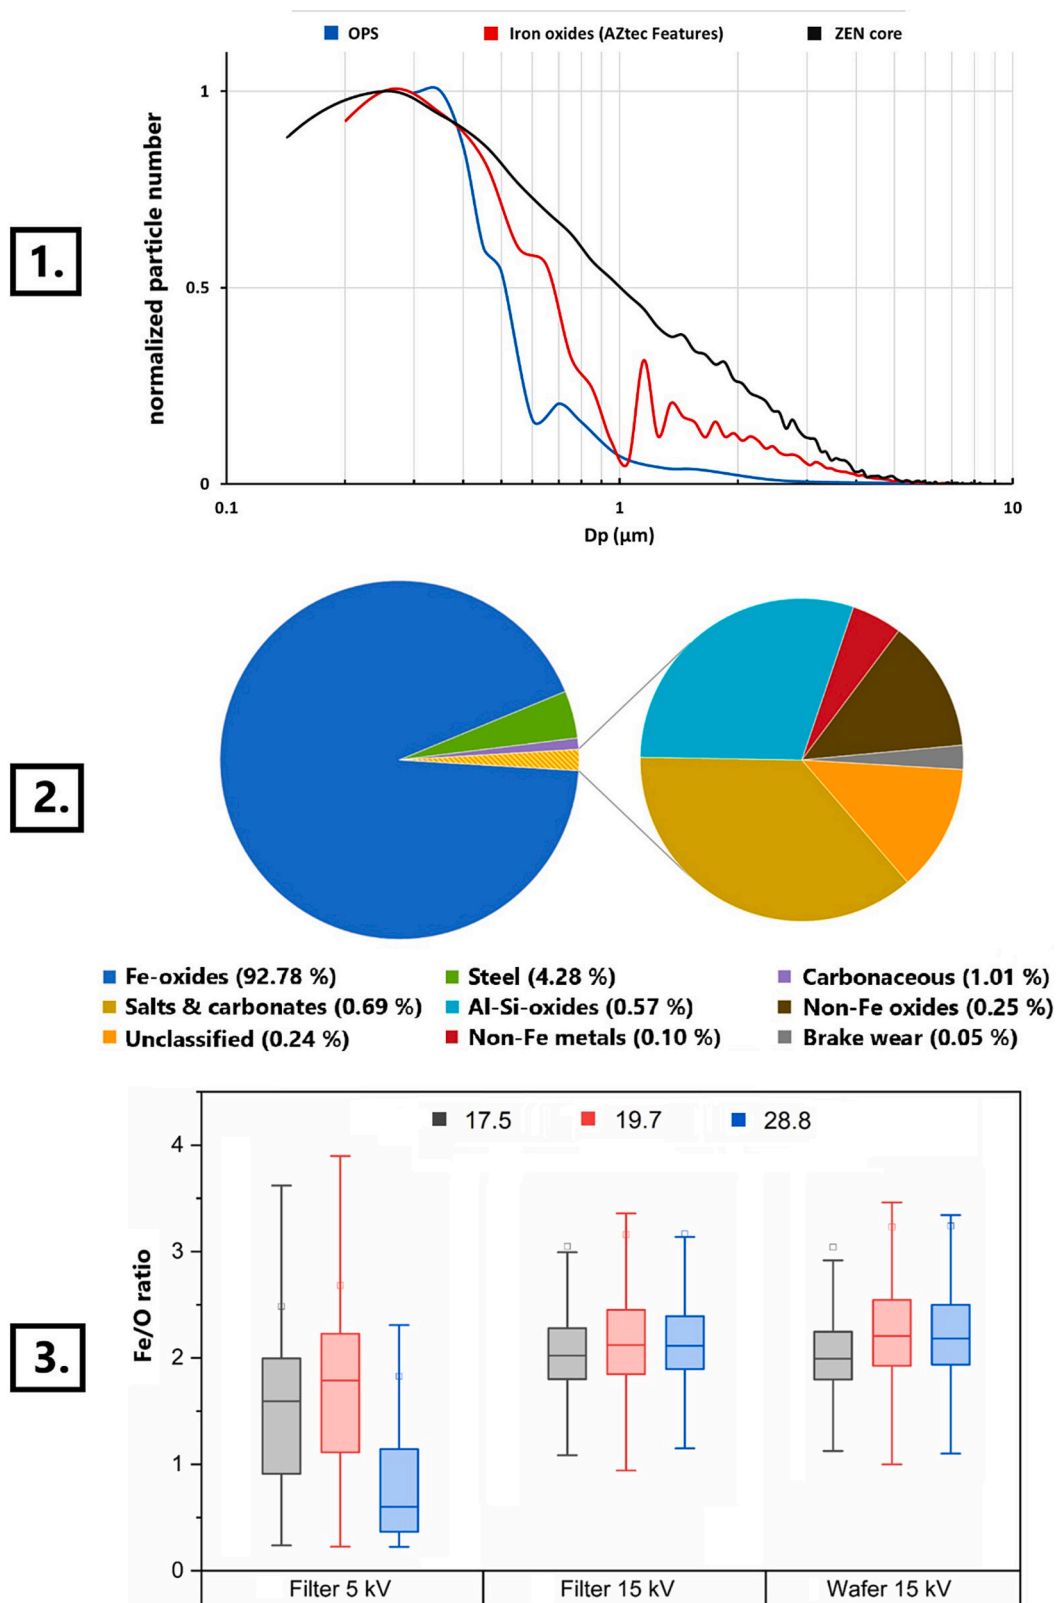 OPS Iron oxides (AZtec Features) ZEN core
1.
normalized particle number
1
0.5
0
0.1 1 10
Dp (µm)
2.
Fe-oxides (92.78 %) Steel (4.28 %) Carbonaceous (1.01 %)
Salts & carbonates (0.69 %) Al-Si-oxides (0.57 %) Non-Fe oxides (0.25 %)
Unclassified (0.24 %) Non-Fe metals (0.10 %) Brake wear (0.05 %)
3.
17.5 19.7 28.8
Fe/O ratio
4
3
2
1
0
Filter 5 kV Filter 15 kV Wafer 15 kV